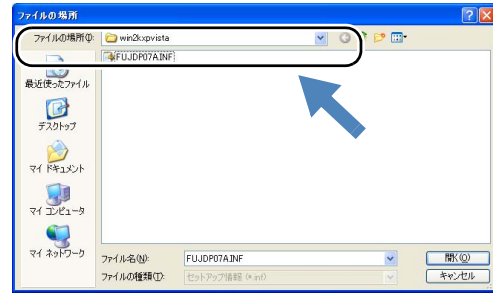 ファイルの場所
ファイルの場所(I):
win2kxpvista
FUJDP07A.INF
最近使ったファイル
デスクトップ
マイ ドキュメント
マイ コンピュータ
マイ ネットワーク
ファイル名(N):
FUJDP07A.INF
開く(O)
ファイルの種類(T):
セットアップ情報 (*.inf)
キャンセル